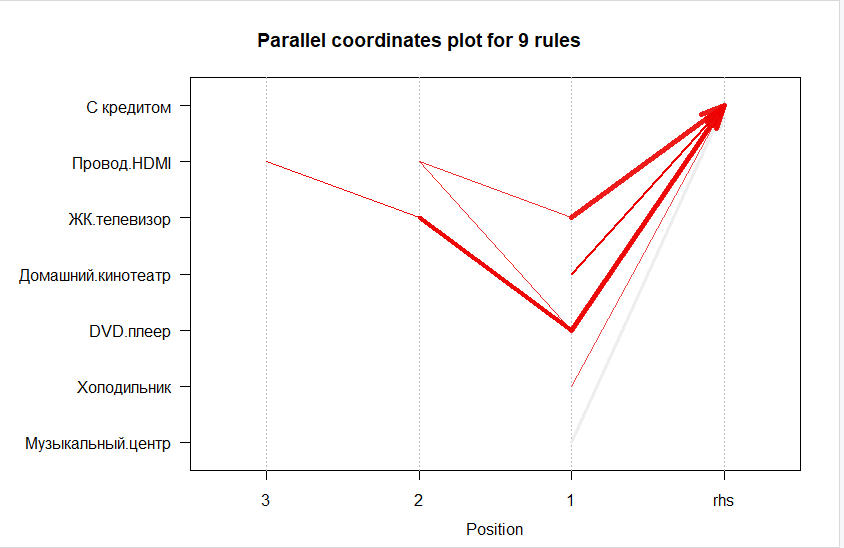 Parallel coordinates plot for 9 rules
С кредитом
Провод.HDMI
ЖК.телевизор
Домашний.кинотеатр
DVD.плеер
Холодильник
Музыкальный.центр
3 2 1 rhs
Position